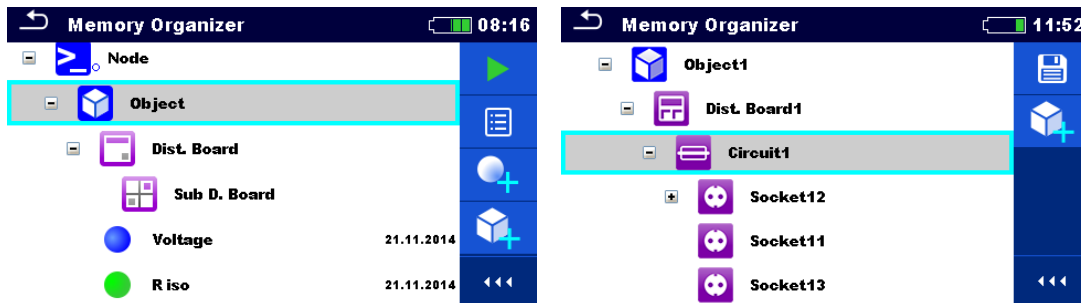 Memory Organizer 08:16
Node
Object
Dist. Board
Sub D. Board
Voltage 21.11.2014
R iso 21.11.2014
Memory Organizer 11:52
Object1
Dist. Board1
Circuit1
Socket12
Socket11
Socket13